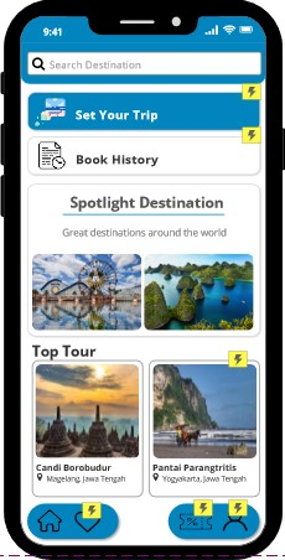 9:41
Search Destination
Set Your Trip
Book History
Spotlight Destination
Great destinations around the world
Top Tour
Candi Borobudur
Magelang, Jawa Tengah
Pantai Parangtritis
Yogyakarta, Jawa Tengah